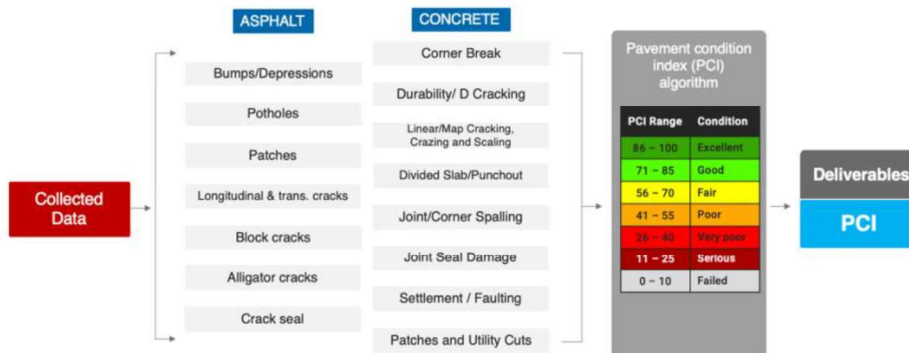 Collected
Data
ASPHALT
Bumps/Depressions
Potholes
Patches
Longitudinal & trans. cracks
Block cracks
Alligator cracks
Crack seal
CONCRETE
Corner Break
Durability/ D Cracking
Linear/Map Cracking,
Crazing and Scaling
Divided Slab/Punchout
Joint/Corner Spalling
Joint Seal Damage
Settlement / Faulting
Patches and Utility Cuts
Pavement condition
index (PCI)
algorithm
PCI Range Condition
86 – 100 Excellent
71 – 85 Good
56 – 70 Fair
41 – 55 Poor
26 – 40 Very poor
11 – 25 Serious
0 – 10 Failed
Deliverables
PCI